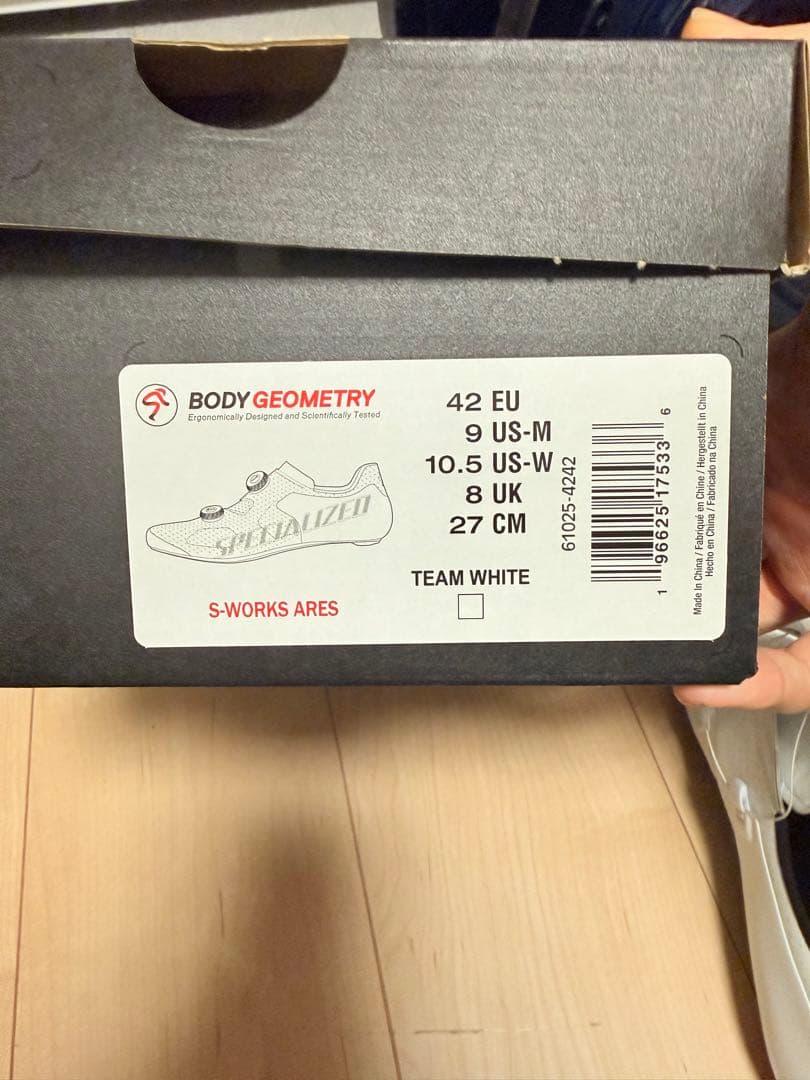 BODY GEOMETRY
Ergonomically Designed and Scientifically Tested
SPECIALIZED
S-WORKS ARES
42 EU
9 US-M
10.5 US-W
8 UK
27 CM
TEAM WHITE
61025-4242
1 96625 17533 6
Made In China / Fabriqué en Chine / Hergestellt in China
Hecho en China / Fabricado na China